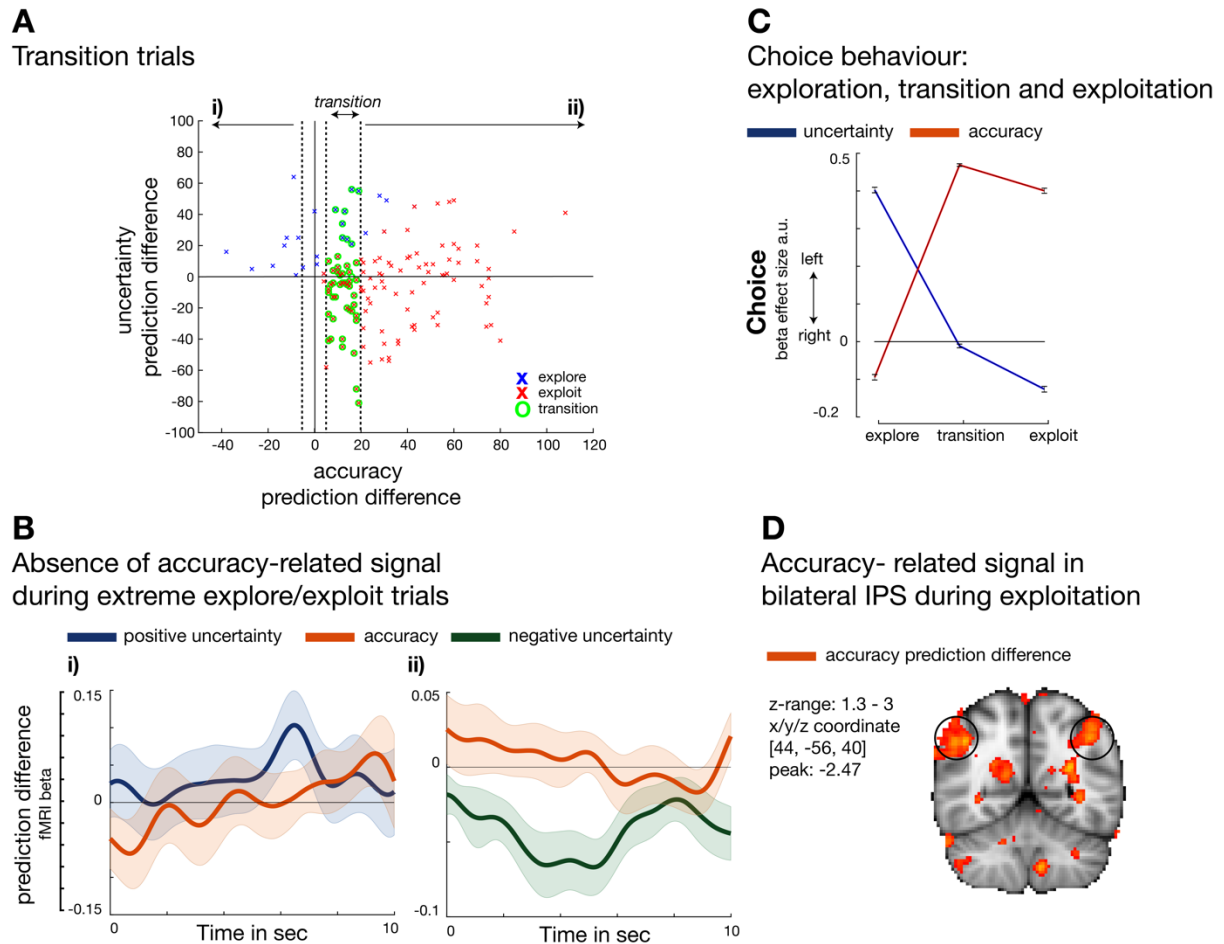 A
Transition trials
i)
transition
ii)
100
80
60
40
20
0
-20
-40
-60
-80
-100
uncertainty
prediction difference
x explore
x exploit
O transition
-40 -20 0 20 40 60 80 100 120
accuracy
prediction difference
C
Choice behaviour:
exploration, transition and exploitation
uncertainty accuracy
0.5
0
-0.2
Choice
beta effect size a.u.
left
right
explore transition exploit
B
Absence of accuracy-related signal
during extreme explore/exploit trials
positive uncertainty accuracy negative uncertainty
i)
0.15
0
-0.15
prediction difference
fMRI beta
0 Time in sec 10
ii)
0.05
0
-0.1
0 Time in sec 10
D
Accuracy- related signal in
bilateral IPS during exploitation
accuracy prediction difference
z-range: 1.3 - 3
x/y/z coordinate
[44, -56, 40]
peak: -2.47